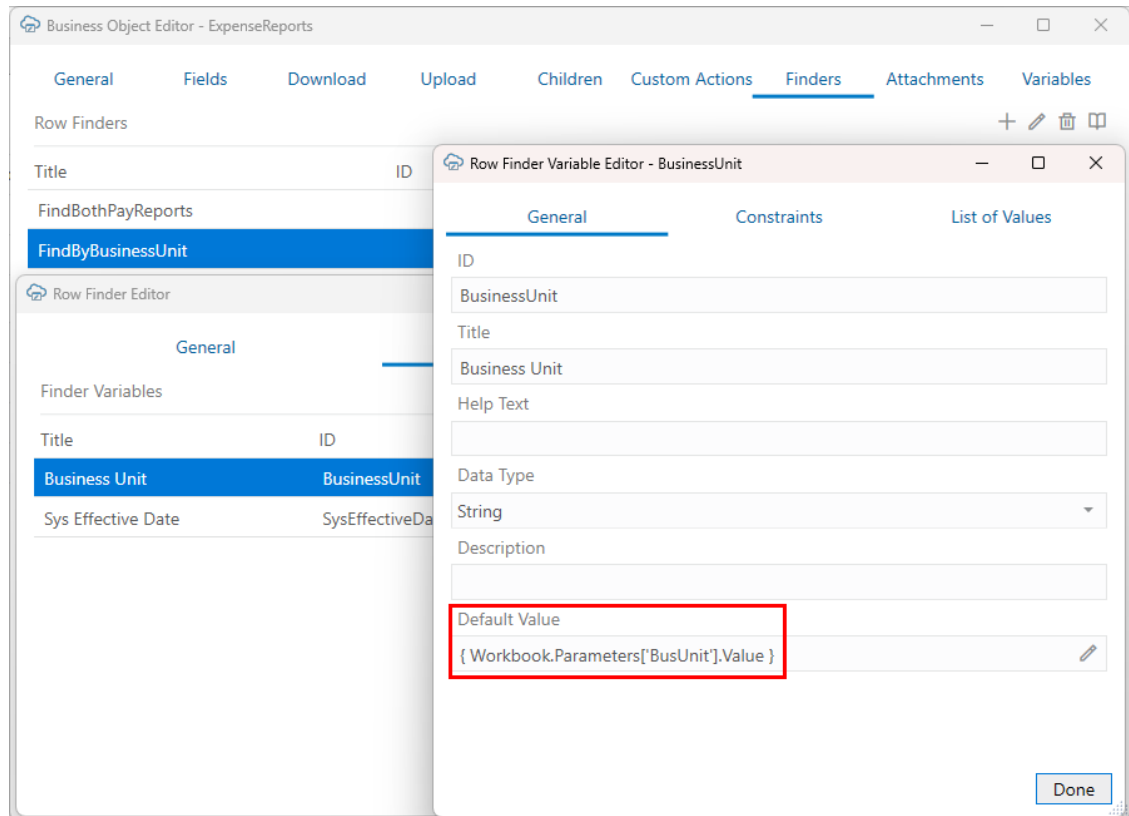 Business Object Editor - ExpenseReports
General Fields Download Upload Children Custom Actions Finders Attachments Variables
Row Finders
Title ID
FindBothPayReports
FindByBusinessUnit
Row Finder Editor
General
Finder Variables
Title ID
Business Unit BusinessUnit
Sys Effective Date SysEffectiveDa
Row Finder Variable Editor - BusinessUnit
General Constraints List of Values
ID
BusinessUnit
Title
Business Unit
Help Text
Data Type
String
Description
Default Value
{ Workbook.Parameters['BusUnit'].Value }
Done